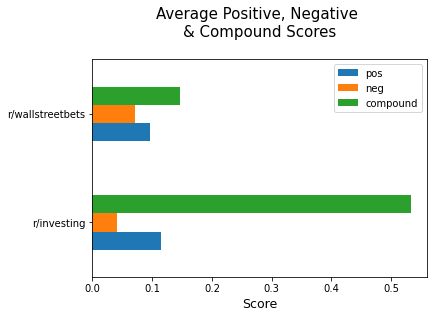 Average Positive, Negative
& Compound Scores
pos
neg
compound
r/wallstreetbets
r/investing
0.0 0.1 0.2 0.3 0.4 0.5
Score